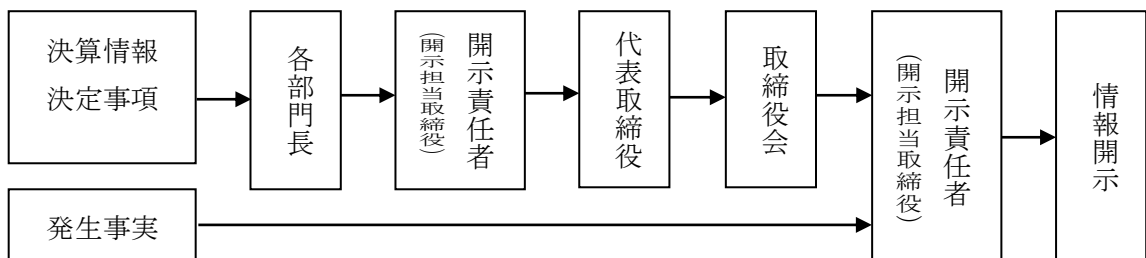 決算情報
決定事項
各部門長
開示責任者
(開示担当取締役)
代表取締役
取締役会
開示責任者
(開示担当取締役)
情報開示
発生事実